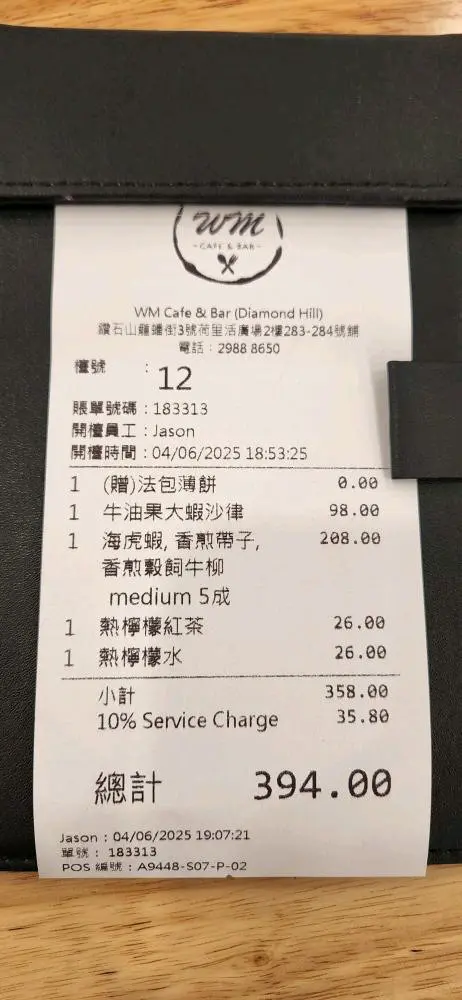 WM
- CAFE & BAR -
WM Cafe & Bar (Diamond Hill)
鑽石山龍蟠街3號荷里活廣場2樓283-284號鋪
電話：2988 8650
檯號 : 12
賬單號碼 : 183313
開檯員工 : Jason
開檯時間 : 04/06/2025 18:53:25
1 (贈)法包薄餅 0.00
1 牛油果大蝦沙律 98.00
1 海虎蝦, 香煎帶子, 208.00
香煎穀飼牛柳
medium 5成
1 熱檸檬紅茶 26.00
1 熱檸檬水 26.00
小計 358.00
10% Service Charge 35.80
總計 394.00
Jason : 04/06/2025 19:07:21
單號 : 183313
POS 編號 : A9448-S07-P-02